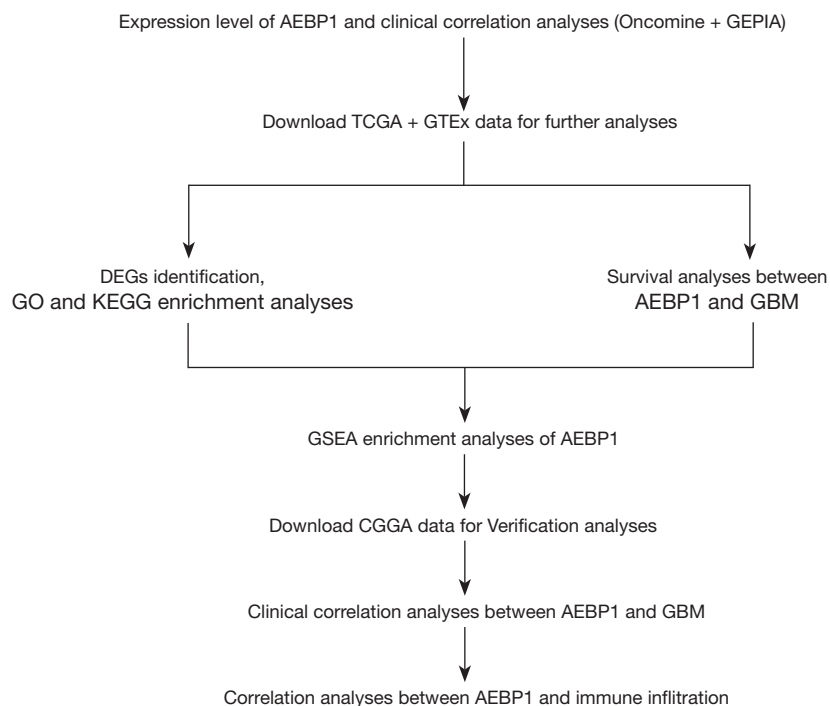 Expression level of AEBP1 and clinical correlation analyses (Oncomine + GEPIA)
Download TCGA + GTEx data for further analyses
DEGs identification,
GO and KEGG enrichment analyses
Survival analyses between
AEBP1 and GBM
GSEA enrichment analyses of AEBP1
Download CGGA data for Verification analyses
Clinical correlation analyses between AEBP1 and GBM
Correlation analyses between AEBP1 and immune inflitration